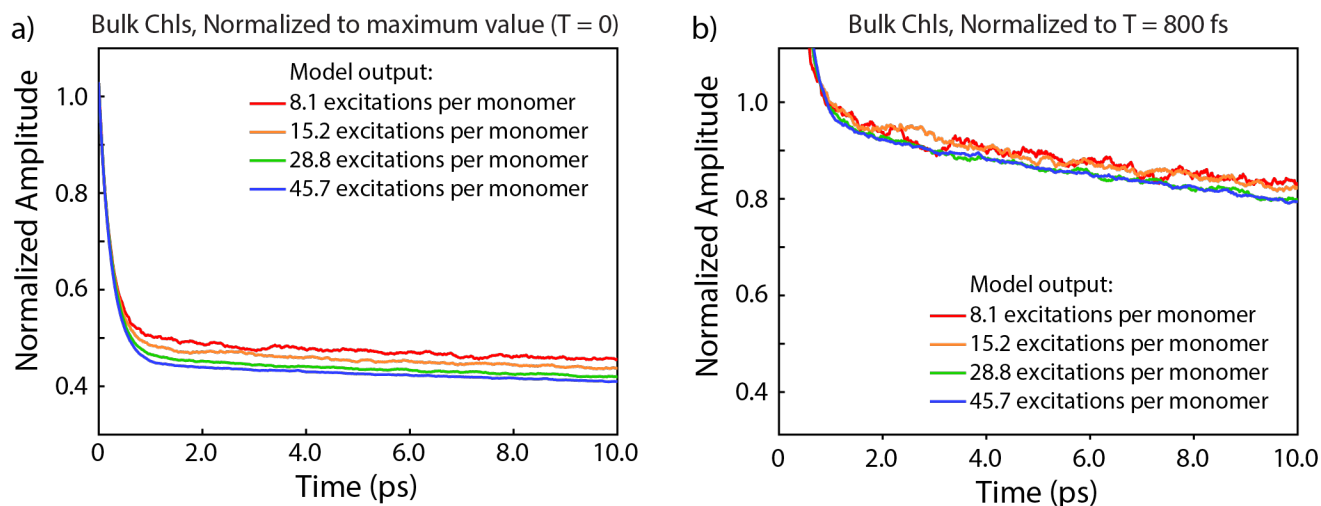 a)
Bulk Chls, Normalized to maximum value (T = 0)
Normalized Amplitude
1.0
0.8
0.6
0.4
Model output:
8.1 excitations per monomer
15.2 excitations per monomer
28.8 excitations per monomer
45.7 excitations per monomer
0 2.0 4.0 6.0 8.0 10.0
Time (ps)
b)
Bulk Chls, Normalized to T = 800 fs
Normalized Amplitude
1.0
0.8
0.6
0.4
Model output:
8.1 excitations per monomer
15.2 excitations per monomer
28.8 excitations per monomer
45.7 excitations per monomer
0 2.0 4.0 6.0 8.0 10.0
Time (ps)